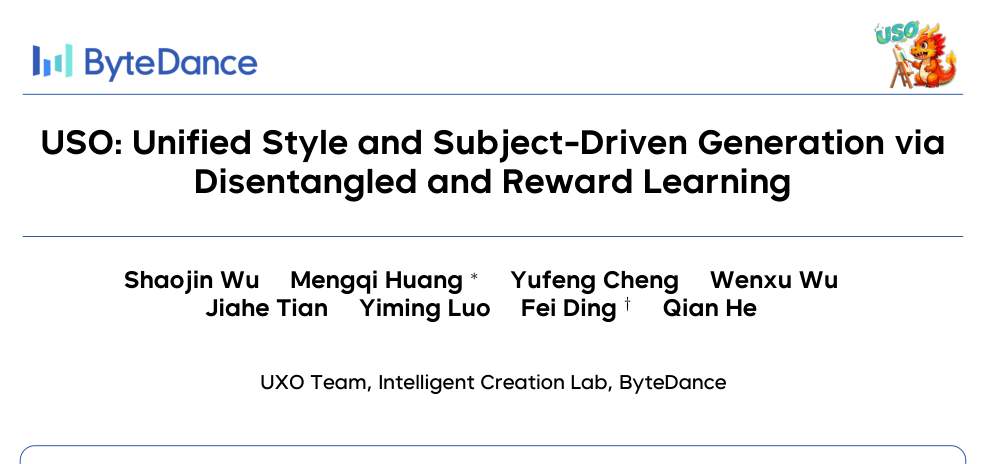 ByteDance
USO
USO: Unified Style and Subject-Driven Generation via
Disentangled and Reward Learning
Shaojin Wu Mengqi Huang * Yufeng Cheng Wenxu Wu
Jiahe Tian Yiming Luo Fei Ding † Qian He
UXO Team, Intelligent Creation Lab, ByteDance